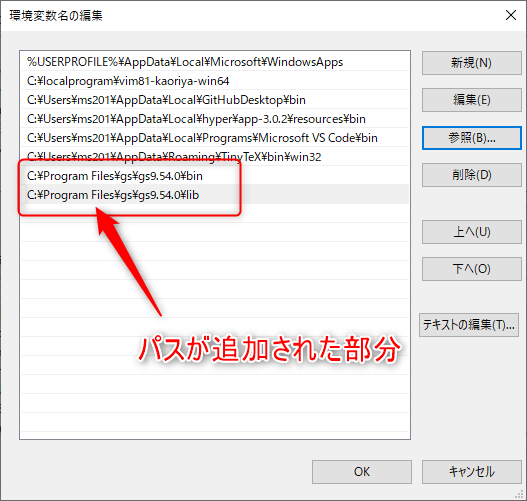 環境変数名の編集
%USERPROFILE%¥AppData¥Local¥Microsoft¥WindowsApps
C:¥localprogram¥vim81-kaoriya-win64
C:¥Users¥ms201¥AppData¥Local¥GitHubDesktop¥bin
C:¥Users¥ms201¥AppData¥Local¥hyper¥app-3.0.2¥resources¥bin
C:¥Users¥ms201¥AppData¥Local¥Programs¥Microsoft VS Code¥bin
C:¥Users¥ms201¥AppData¥Roaming¥TinyTeX¥bin¥win32
C:¥Program Files¥gs¥gs9.54.0¥bin
C:¥Program Files¥gs¥gs9.54.0¥lib
パスが追加された部分
新規(N)
編集(E)
参照(B)...
削除(D)
上へ(U)
下へ(O)
テキストの編集(T)...
OK
キャンセル